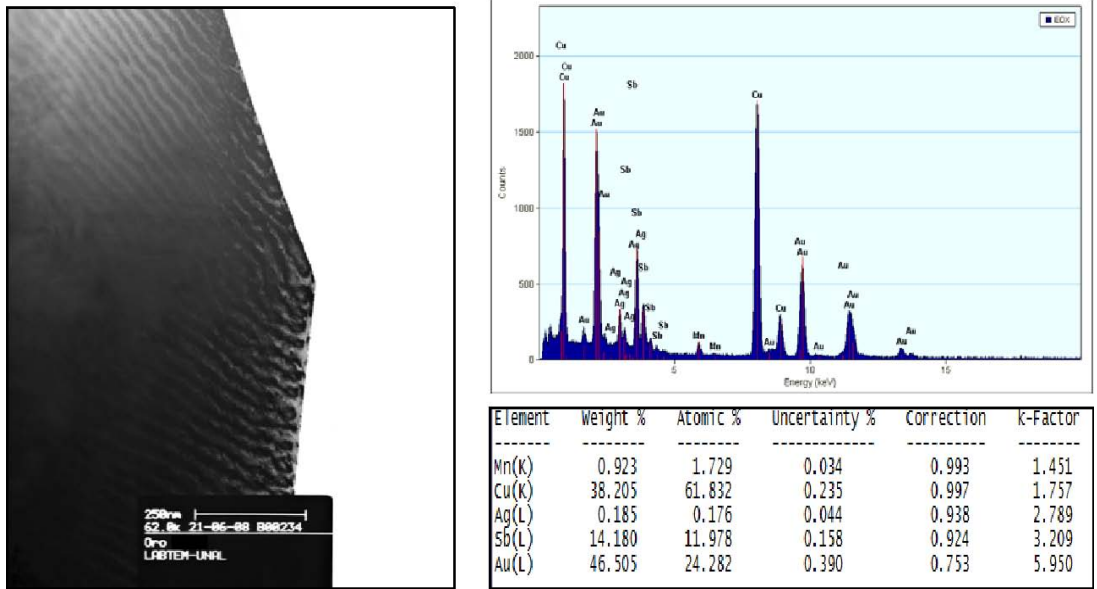 250nm
62.0k 21-06-08 B00234
Oro
LABTEM-UNAL
EDX
Counts
2000
1500
1000
500
0
Cu
Cu
Cu
Au
Au
Au
Au
Sb
Sb
Sb
Ag
Ag
Sb
Ag
Ag
Ag
Ag
Ag
Ag
Sb
Sb
Sb
Mn
Mn
Cu
Cu
Au
Au
Au
Au
Au
Au
Au
Au
Au
5
10
15
Energy (keV)
Element Weight % Atomic % Uncertainty % Correction k-Factor
------- -------- -------- ------------- ---------- --------
Mn(K) 0.923 1.729 0.034 0.993 1.451
Cu(K) 38.205 61.832 0.235 0.997 1.757
Ag(L) 0.185 0.176 0.044 0.938 2.789
Sb(L) 14.180 11.978 0.158 0.924 3.209
Au(L) 46.505 24.282 0.390 0.753 5.950